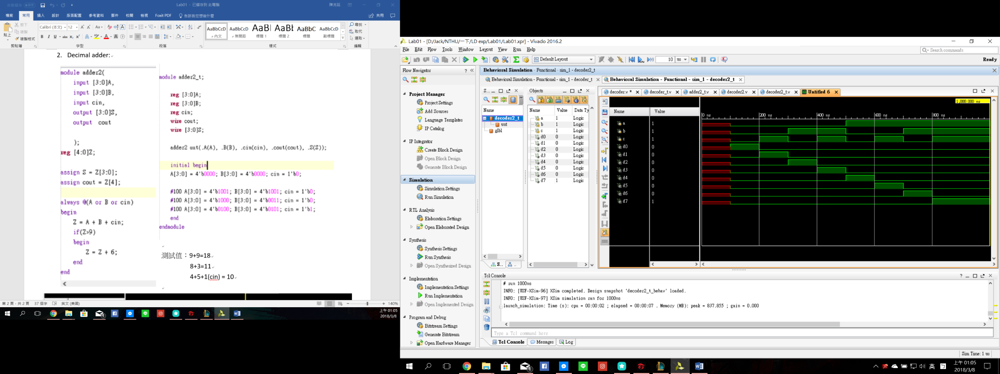 自動儲存
Lab01 - 已儲存到 此電腦
陳兆廷
檔案 常用 插入 設計 版面配置 參考資料 郵件 校閱 檢視 Foxit PDF 告訴我您想做什麼 共用
貼上
剪下
複製
複製格式
剪貼簿
Calibri (本文) 12
字型
段落
AaBbCcD AaBbCcD AaBl AaBl AaBbC AaBbCcD
內文 無間距 標題 1 標題 2 標題 副標題
樣式
尋找
取代
選取
編輯
2. Decimal adder:
module adder2(
input [3:0]A,
input [3:0]B,
input cin,
output [3:0]S,
output cout
);
reg [4:0]Z;
assign S = Z[3:0];
assign cout = Z[4];
always @(A or B or cin)
begin
Z = A + B + cin;
if(Z>9)
begin
Z = Z + 6;
end
end
module adder2_t;
reg [3:0]A;
reg [3:0]B;
reg cin;
wire cout;
wire [3:0]S;
adder2 uut(.A(A), .B(B), .cin(cin), .cout(cout), .S(S));
initial begin
A[3:0] = 4'b0000; B[3:0] = 4'b0000; cin = 1'b0;
#100 A[3:0] = 4'b1001; B[3:0] = 4'b1001; cin = 1'b0;
#100 A[3:0] = 4'b1000; B[3:0] = 4'b0011; cin = 1'b0;
#100 A[3:0] = 4'b0100; B[3:0] = 4'b0101; cin = 1'b1;
end
endmodule
測試值：9+9=18
8+3=11
4+5+1(cin) = 10
第 2 頁，共 2 頁 37 個字 英文 (美國) 140%
上午 01:05
2018/3/8
Lab01 - [D:/Jack/NTHU/一下/LD exp/Lab01/Lab01.xpr] - Vivado 2016.2
File Edit Flow Tools Window Layout View Run Help
Search commands
Default Layout 10 us Ready
Flow Navigator
Project Manager
Project Settings
Add Sources
Language Templates
IP Catalog
IP Integrator
Create Block Design
Open Block Design
Generate Block Design
Simulation
Simulation Settings
Run Simulation
RTL Analysis
Elaboration Settings
Open Elaborated Design
Synthesis
Synthesis Settings
Run Synthesis
Open Synthesized Design
Implementation
Implementation Settings
Run Implementation
Open Implemented Design
Program and Debug
Bitstream Settings
Generate Bitstream
Open Hardware Manager
Behavioral Simulation - Functional - sim_1 - decoder2_t
Behavioral Simulation - Functional - sim_1 - decoder_t
Behavioral Simulation - Functional - sim_1 - decoder2_t
S...
Name
decoder2_t
uut
glbl
S..
Objects
Name Value Data Ty
a 1 Logic
b 1 Logic
c 1 Logic
d0 0 Logic
d1 0 Logic
d2 0 Logic
d3 0 Logic
d4 0 Logic
d5 0 Logic
d6 0 Logic
d7 1 Logic
decoder.v * decoder_t.v adder2_t.v decoder2.v decoder2_t.v Untitled 6
1,000.000 ns
Name Value
0 ns 200 ns 400 ns 600 ns 800 ns
a 1
b 1
c 1
d0 0
d1 0
d2 0
d3 0
d4 0
d5 0
d6 0
d7 1
Tcl Console
# run 1000ns
INFO: [USF-XSim-96] XSim completed. Design snapshot 'decoder2_t_behav' loaded.
INFO: [USF-XSim-97] XSim simulation ran for 1000ns
launch_simulation: Time (s): cpu = 00:00:02 ; elapsed = 00:00:07 . Memory (MB): peak = 837.855 ; gain = 0.000
Type a Tcl command here
Tcl Console Messages Log
Sim Time: 1 us
英
上午 01:05
2018/3/8